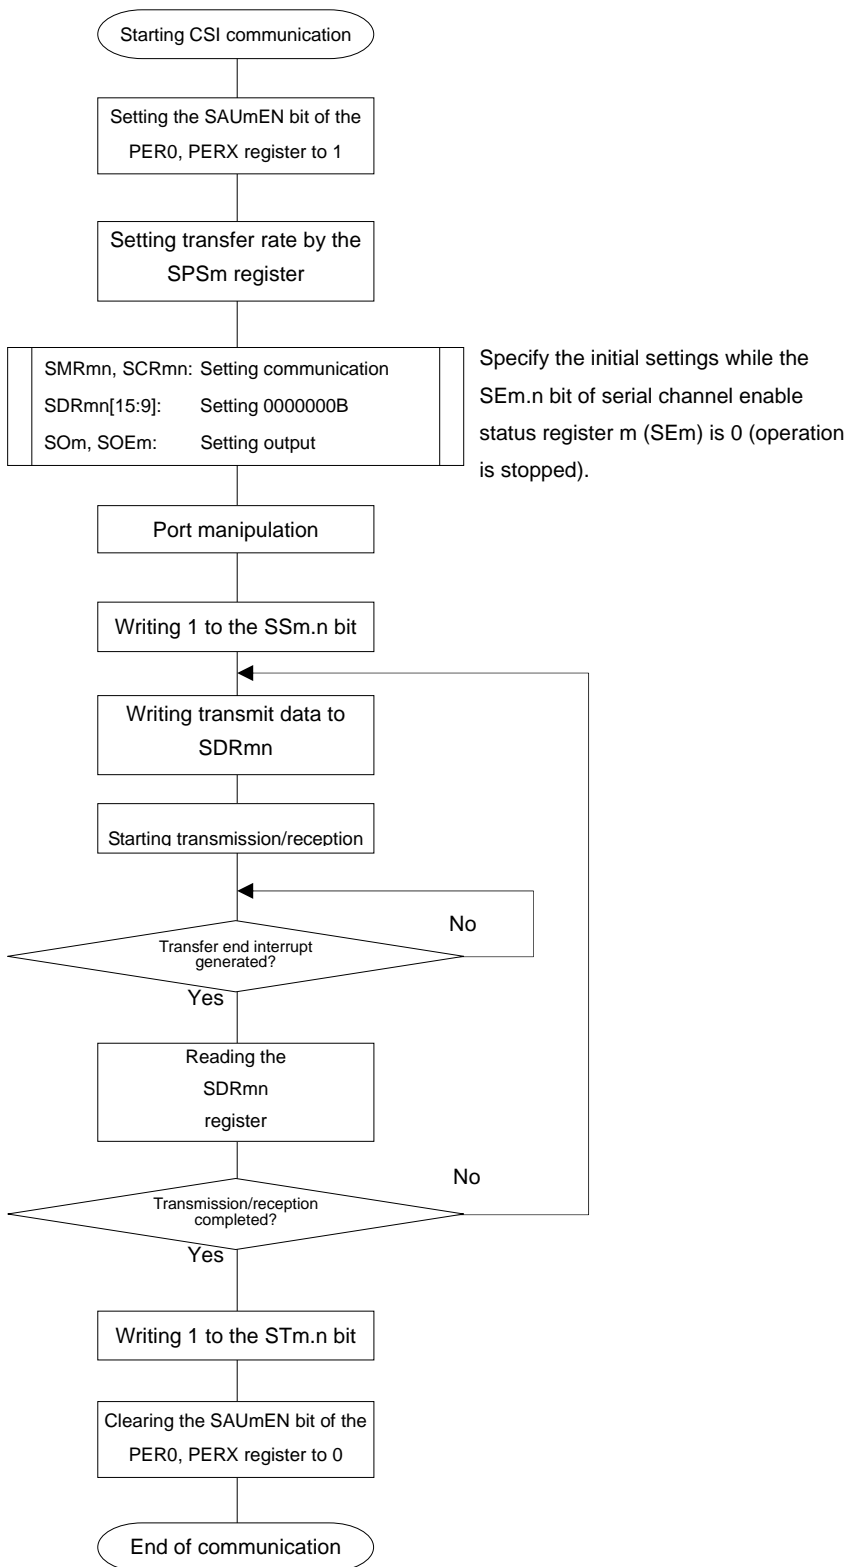 Starting CSI communication
Setting the SAUmEN bit of the
PER0, PERX register to 1
Setting transfer rate by the
SPSm register
SMRmn, SCRmn: Setting communication
SDRmn[15:9]: Setting 0000000B
SOm, SOEm: Setting output
Specify the initial settings while the
SEm.n bit of serial channel enable
status register m (SEm) is 0 (operation
is stopped).
Port manipulation
Writing 1 to the SSm.n bit
Writing transmit data to
SDRmn
Starting transmission/reception
No
Transfer end interrupt
generated?
Yes
Reading the
SDRmn
register
No
Transmission/reception
completed?
Yes
Writing 1 to the STm.n bit
Clearing the SAUmEN bit of the
PER0, PERX register to 0
End of communication